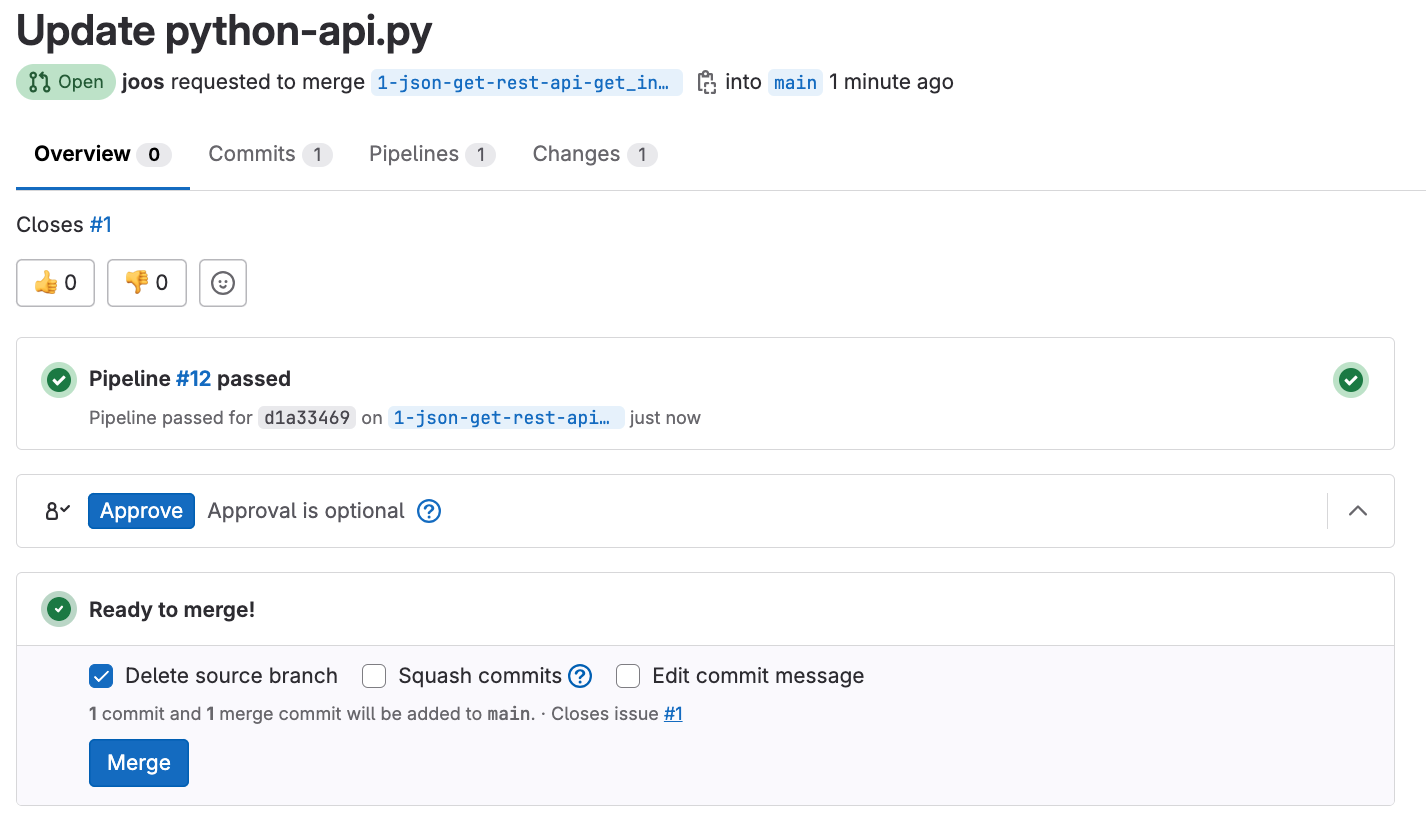 Update python-api.py
Open joos requested to merge 1-json-get-rest-api-get_in… into main 1 minute ago
Overview 0 Commits 1 Pipelines 1 Changes 1
Closes #1
👍 0 👎 0
Pipeline #12 passed
Pipeline passed for d1a33469 on 1-json-get-rest-api… just now
Approve Approval is optional
Ready to merge!
Delete source branch Squash commits Edit commit message
1 commit and 1 merge commit will be added to main. · Closes issue #1
Merge